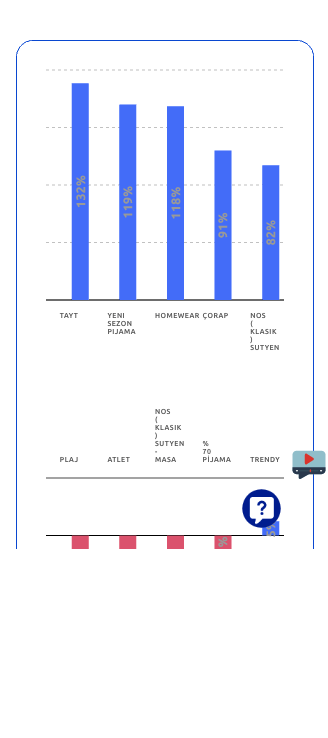 132%
119%
118%
91%
82%
TAYT
YENI
SEZON
PIJAMA
HOMEWEAR
ÇORAP
NOS
(
KLASIK
)
SUTYEN
PLAJ
ATLET
NOS
(
KLASIK
)
SUTYEN
-
MASA
%
70
PİJAMA
TRENDY
?
%